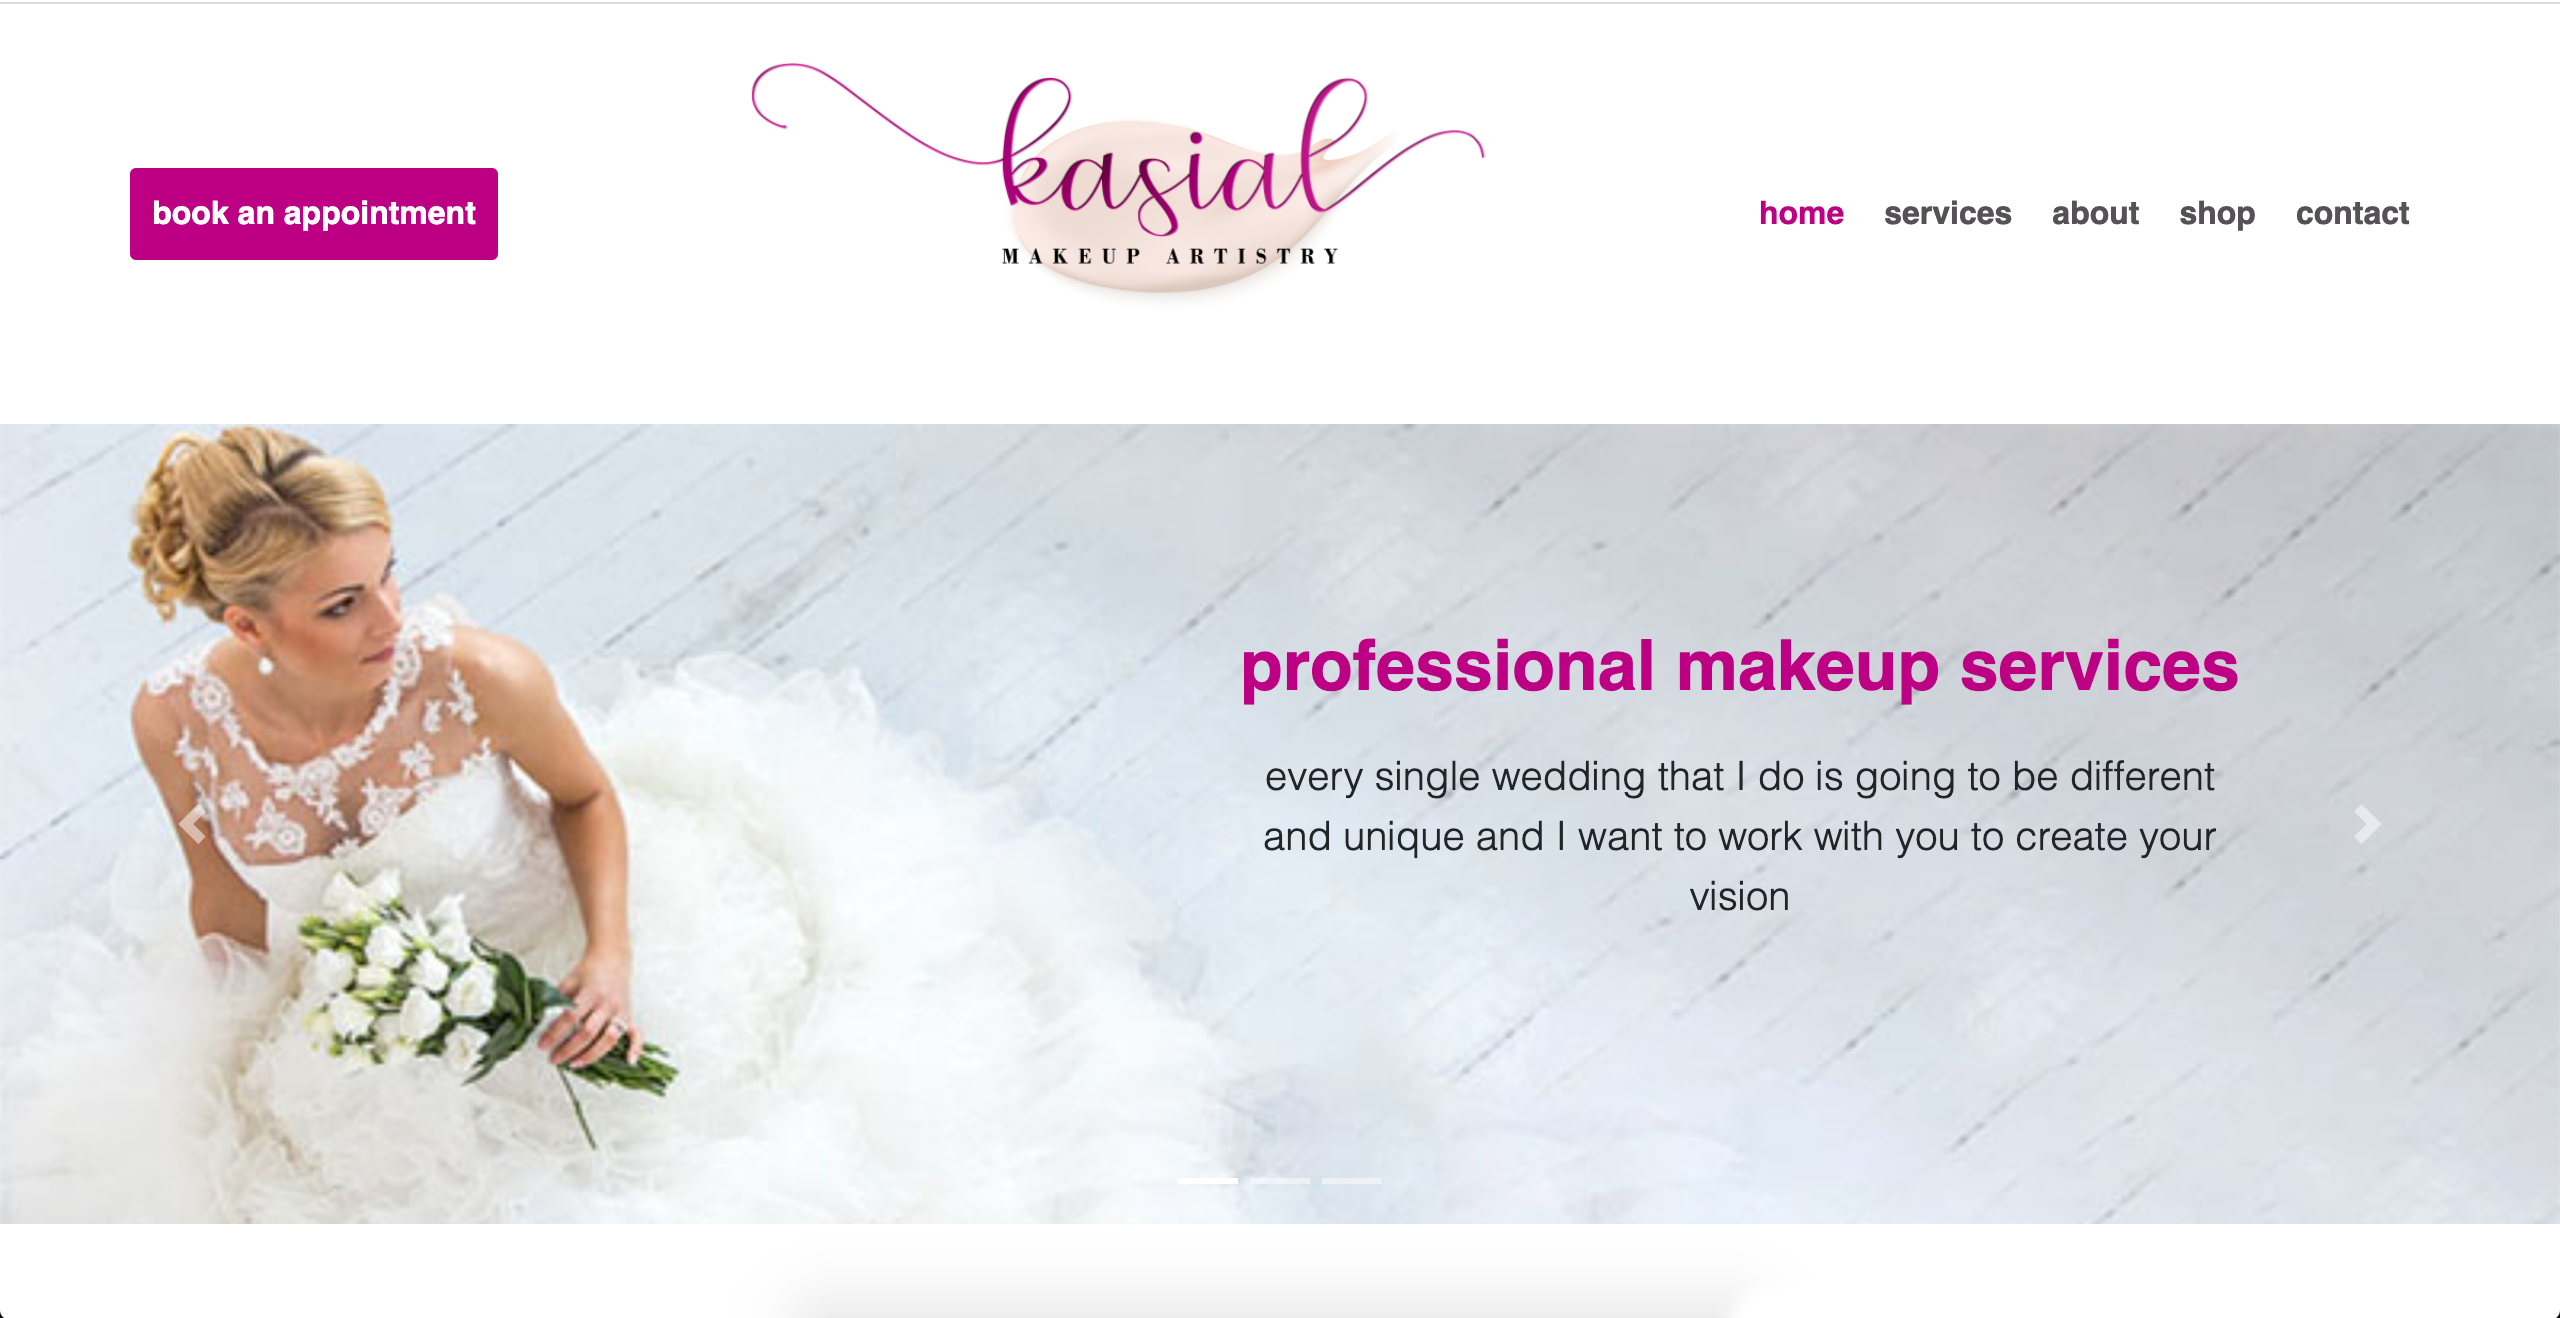 kasial
MAKEUP ARTISTRY
book an appointment
home services about shop contact
professional makeup services
every single wedding that I do is going to be different
and unique and I want to work with you to create your
vision